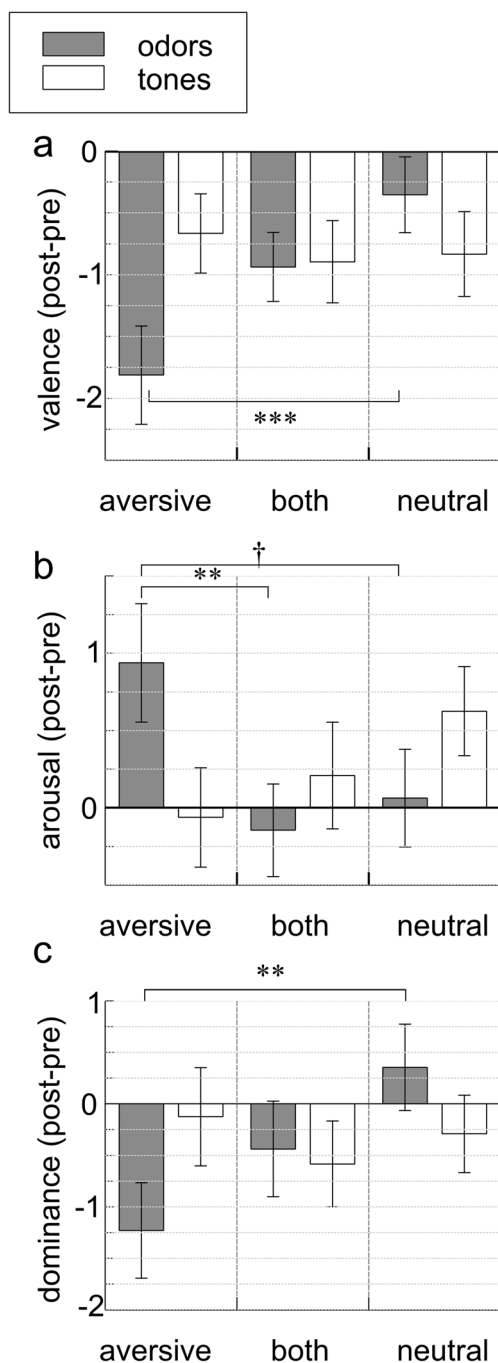 odors
tones
a
valence (post-pre)
0
-1
-2
***
aversive both neutral
b
arousal (post-pre)
†
**
1
0
aversive both neutral
c
dominance (post-pre)
**
1
0
-1
-2
aversive both neutral